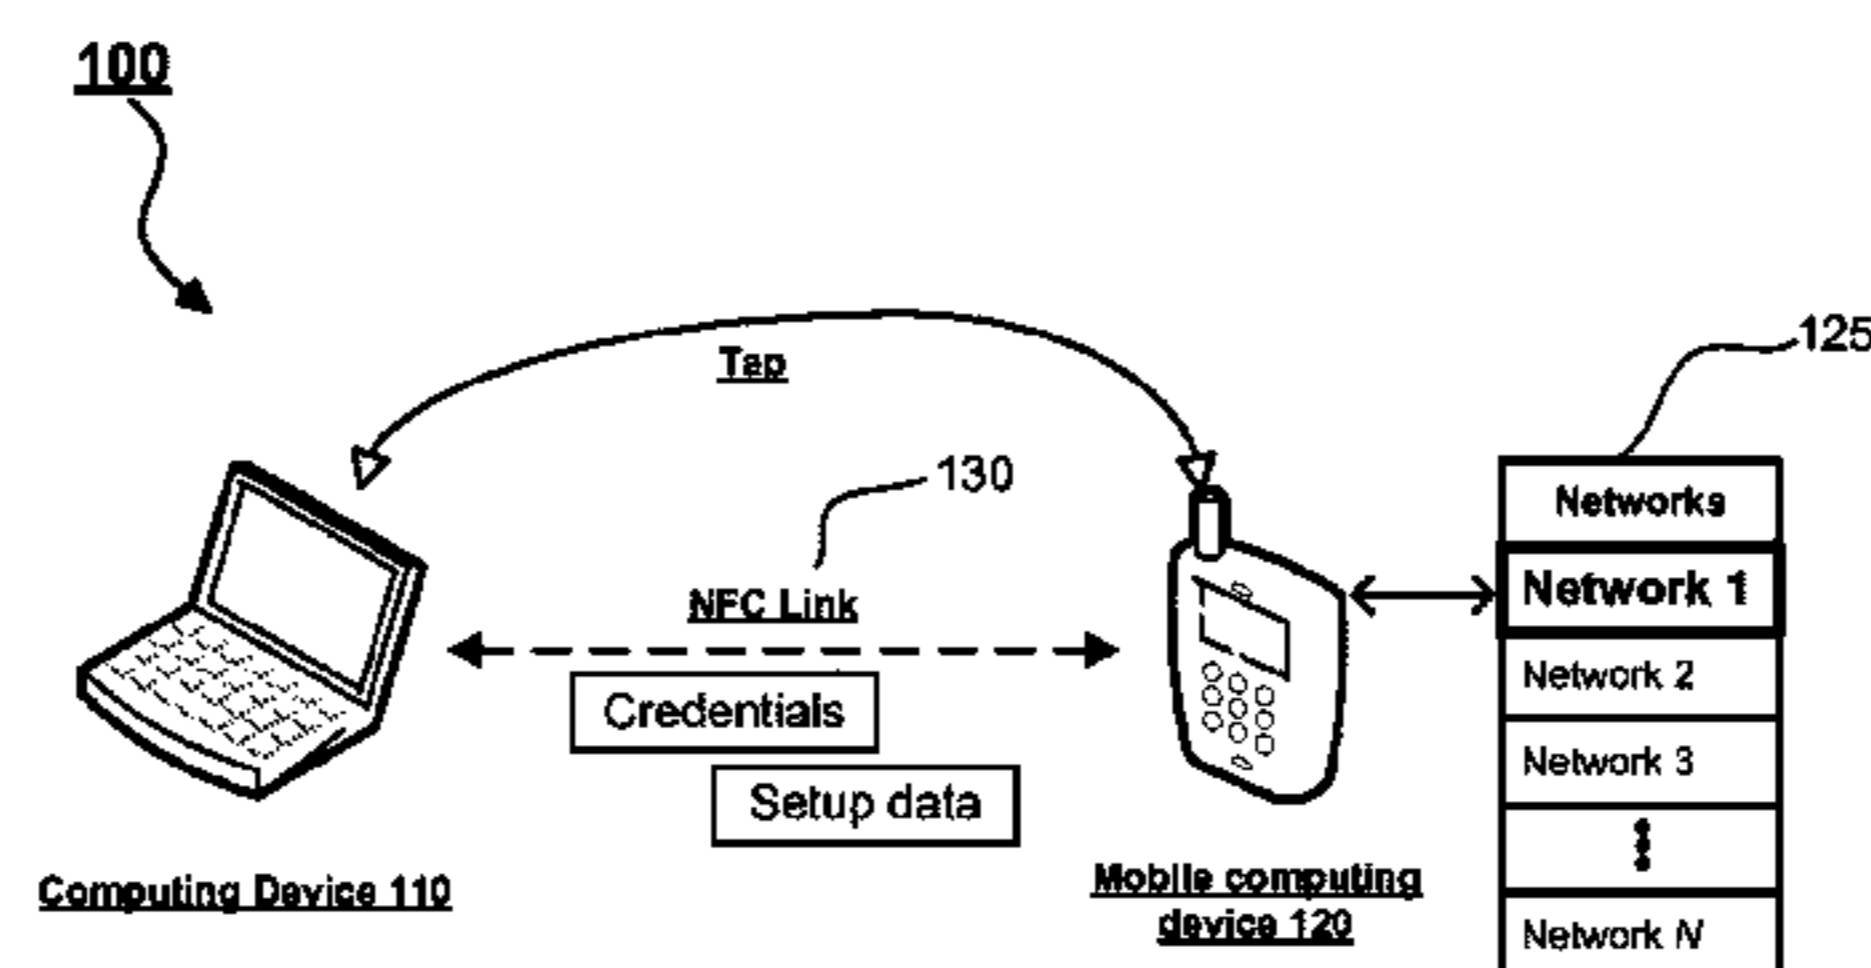 100
Tap
125
130
Networks
NFC Link
Network 1
Credentials
Network 2
Setup data
Network 3
Computing Device 110
Mobile computing
device 120
Network N